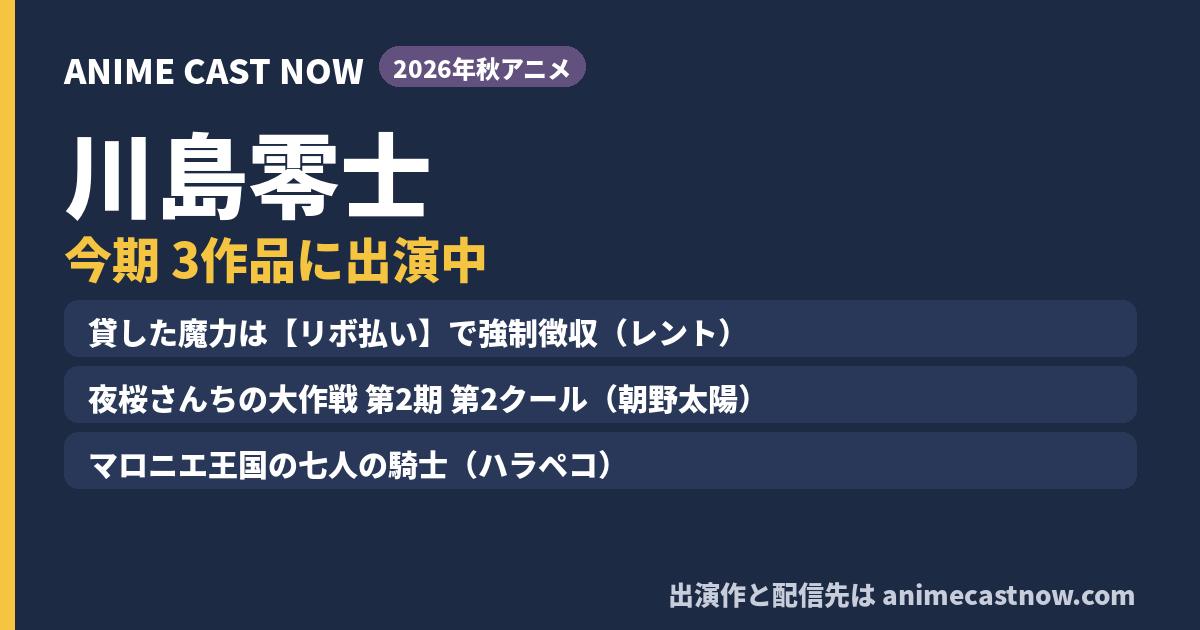 ANIME CAST NOW 2026年秋アニメ
川島零士
今期 3作品に出演中
貸した魔力は【リボ払い】で強制徴収（レント）
夜桜さんちの大作戦 第2期 第2クール（朝野太陽）
マロニエ王国の七人の騎士（ハラペコ）
出演作と配信先は animecastnow.com